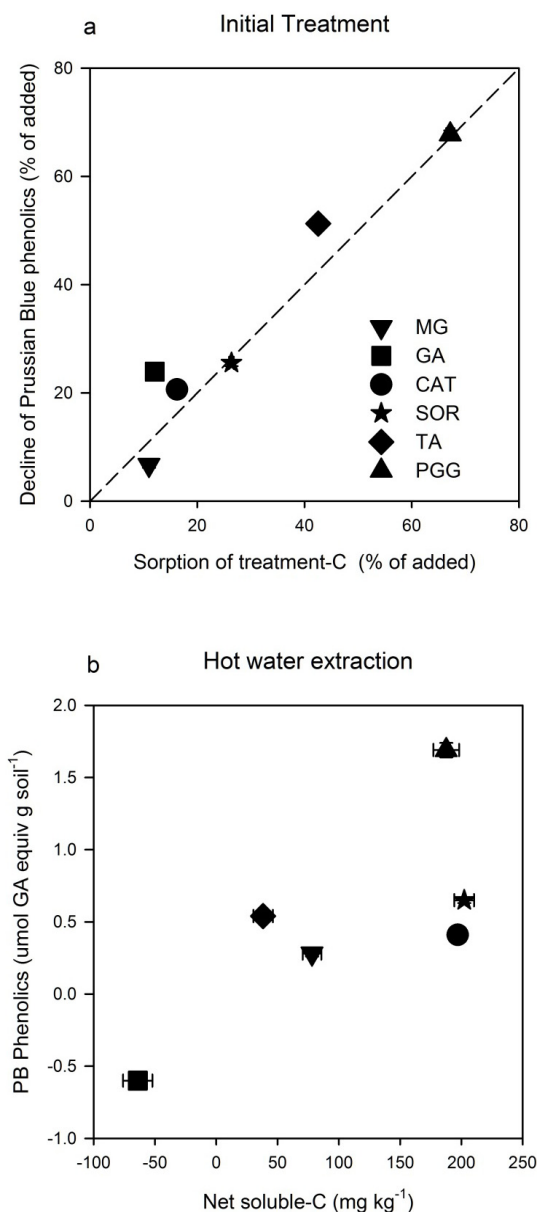 a
Initial Treatment
Decline of Prussian Blue phenolics (% of added)
80
60
40
20
0
MG
GA
CAT
SOR
TA
PGG
0 20 40 60 80
Sorption of treatment-C (% of added)
b
Hot water extraction
PB Phenolics (umol GA equiv g soil⁻¹)
2.0
1.5
1.0
0.5
0.0
-0.5
-1.0
-100 -50 0 50 100 150 200 250
Net soluble-C (mg kg⁻¹)